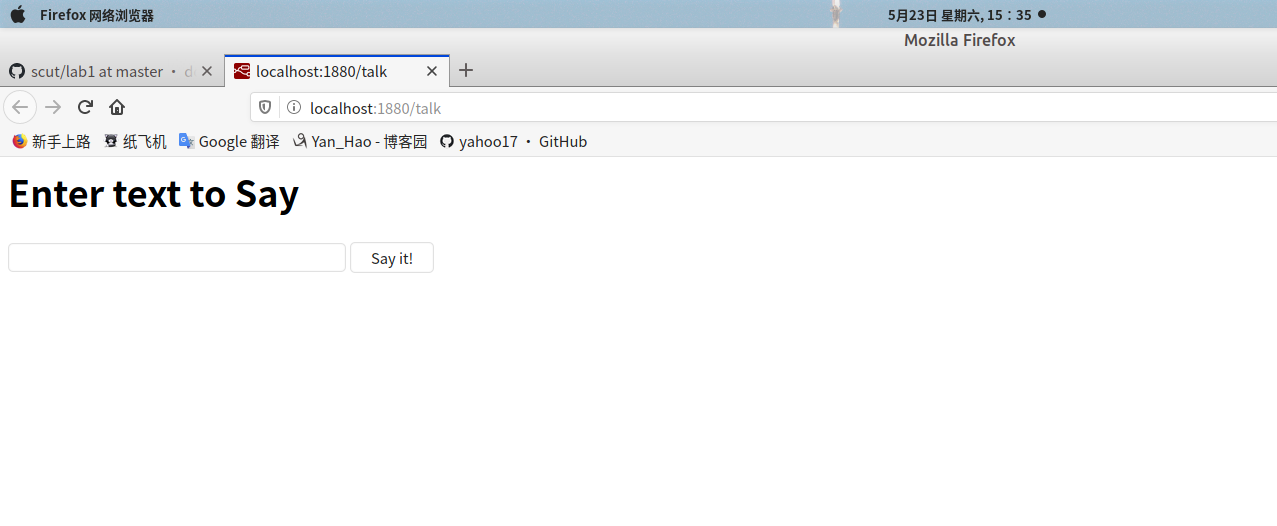 Firefox 网络浏览器
5月23日 星期六, 15：35
Mozilla Firefox
scut/lab1 at master · d
localhost:1880/talk
localhost:1880/talk
新手上路 纸飞机 Google 翻译 Yan_Hao - 博客园 yahoo17 · GitHub
Enter text to Say
Say it!